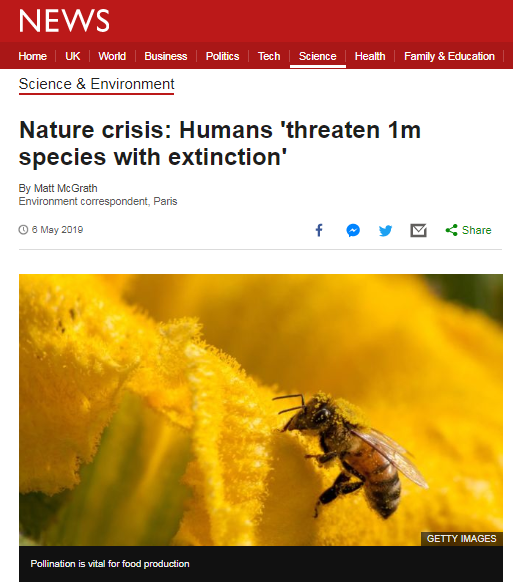 NEWS
Home UK World Business Politics Tech Science Health Family & Education
Science & Environment
Nature crisis: Humans 'threaten 1m
species with extinction'
By Matt McGrath
Environment correspondent, Paris
6 May 2019
Share
GETTY IMAGES
Pollination is vital for food production